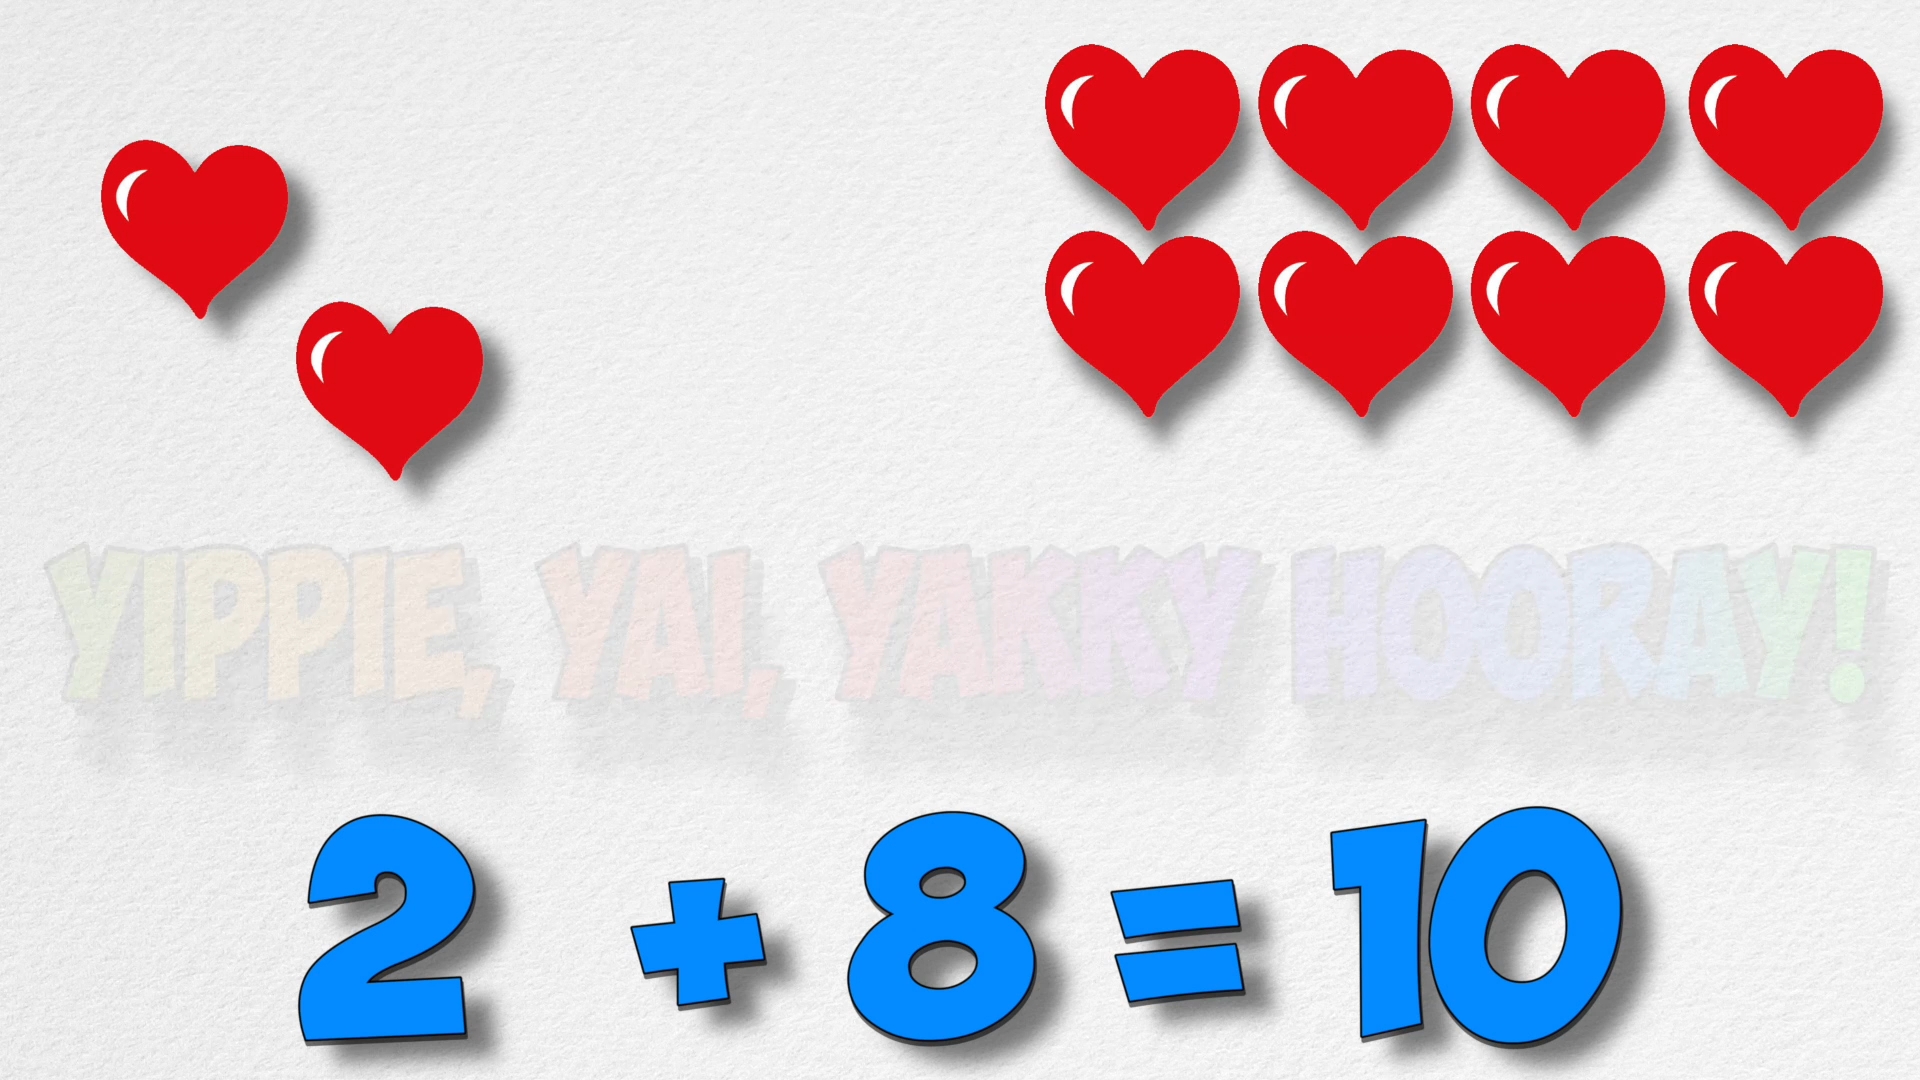 YIPPIE, YAI, YAKKY HOORAY!
2 + 8 = 10